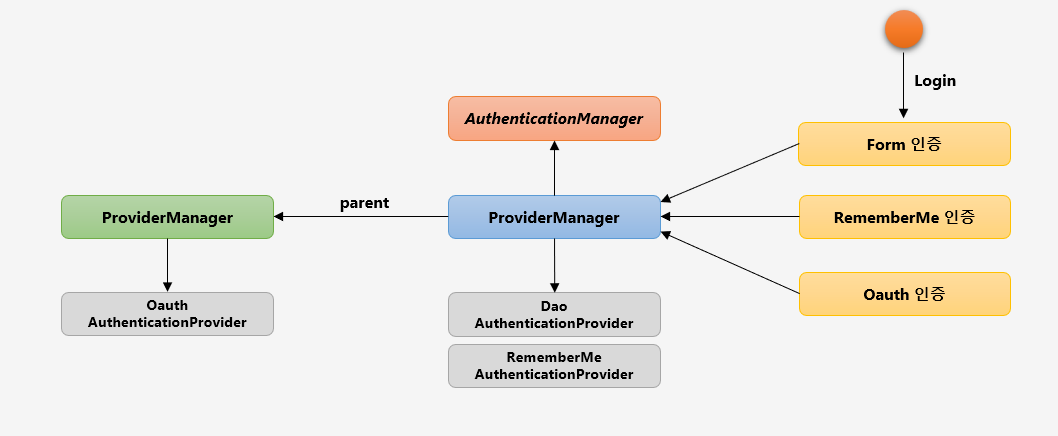 Login
AuthenticationManager
Form 인증
parent
ProviderManager
ProviderManager
RememberMe 인증
Oauth 인증
Oauth
AuthenticationProvider
Dao
AuthenticationProvider
RememberMe
AuthenticationProvider